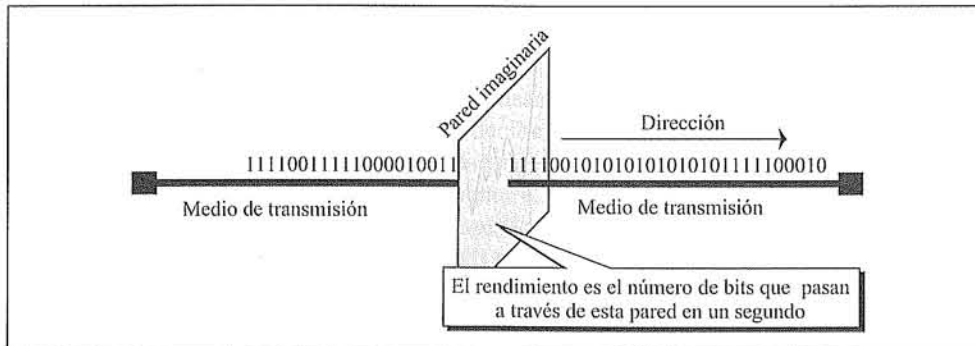 Pared imaginaria
Dirección
11110011111000010011
11110010101010101010111110010
Medio de transmisión
Medio de transmisión
El rendimiento es el número de bits que pasan
a través de esta pared en un segundo